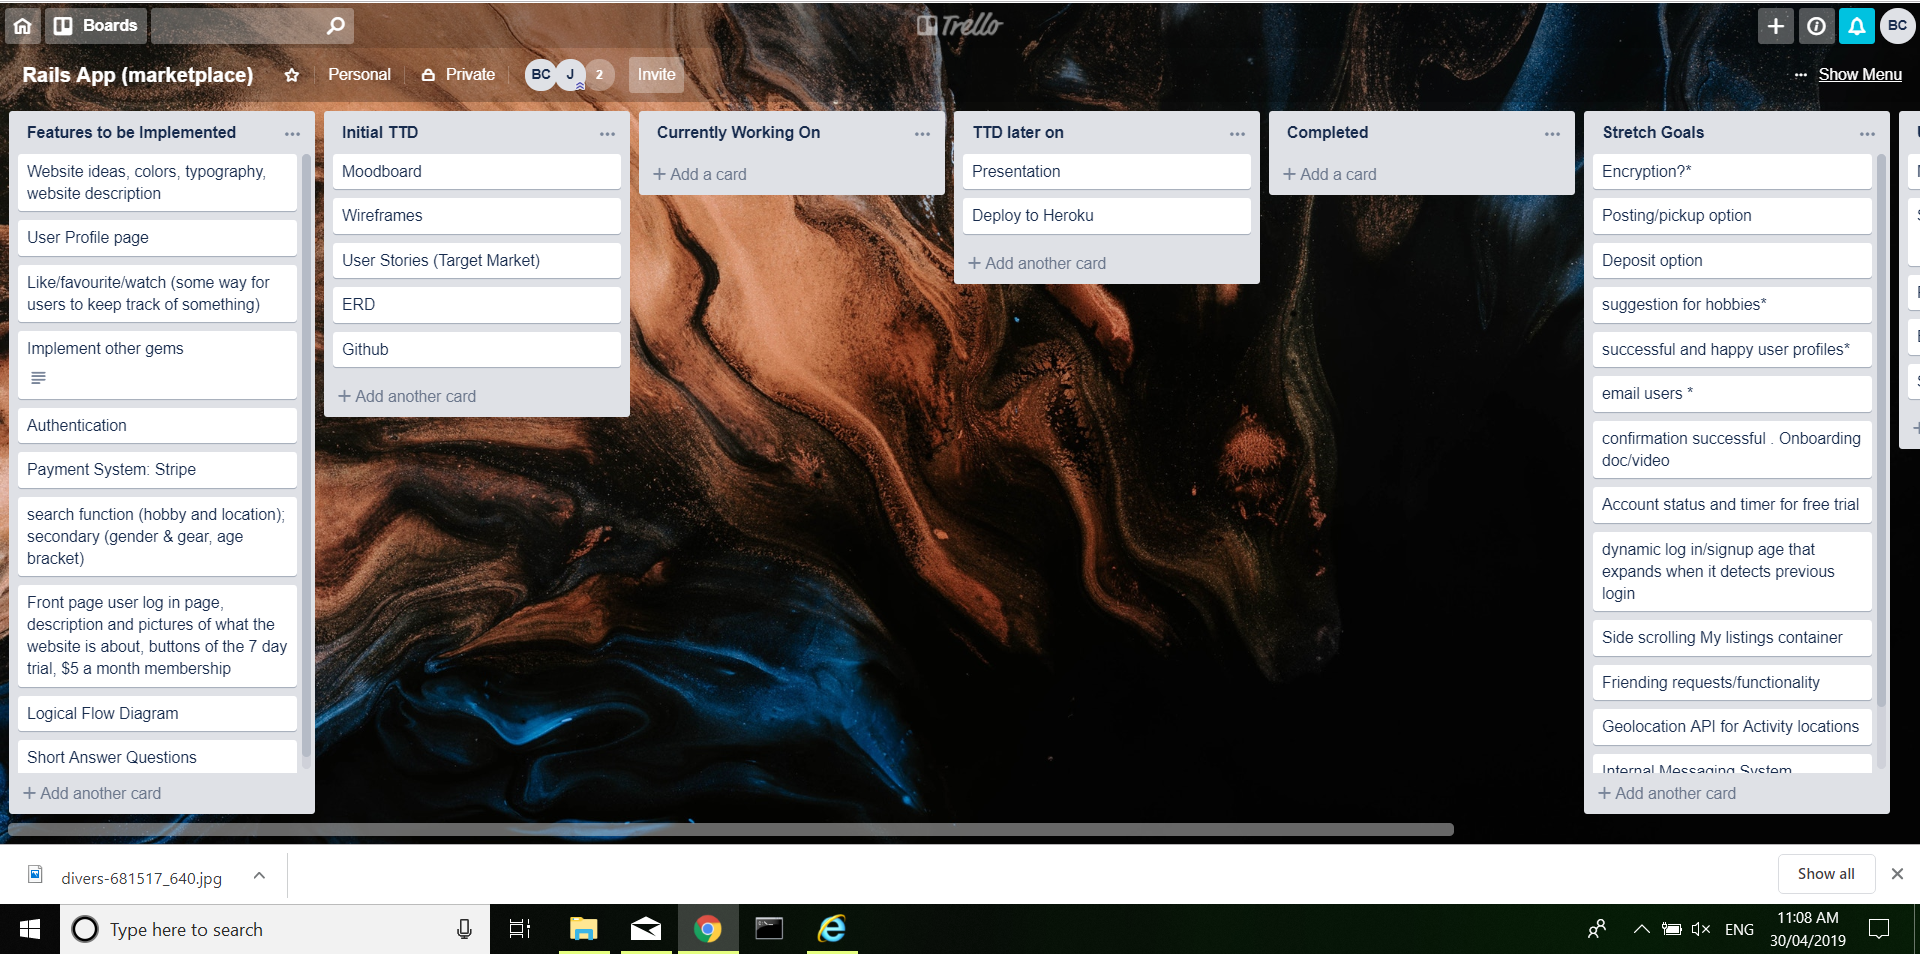 Boards
Trello
BC
Rails App (marketplace)
Personal
Private
BC
J
2
Invite
Show Menu
Features to be Implemented
Website ideas, colors, typography,
website description
User Profile page
Like/favourite/watch (some way for
users to keep track of something)
Implement other gems
Authentication
Payment System: Stripe
search function (hobby and location);
secondary (gender & gear, age
bracket)
Front page user log in page,
description and pictures of what the
website is about, buttons of the 7 day
trial, $5 a month membership
Logical Flow Diagram
Short Answer Questions
+ Add another card
Initial TTD
Moodboard
Wireframes
User Stories (Target Market)
ERD
Github
+ Add another card
Currently Working On
+ Add a card
TTD later on
Presentation
Deploy to Heroku
+ Add another card
Completed
+ Add a card
Stretch Goals
Encryption?*
Posting/pickup option
Deposit option
suggestion for hobbies*
successful and happy user profiles*
email users *
confirmation successful . Onboarding
doc/video
Account status and timer for free trial
dynamic log in/signup age that
expands when it detects previous
login
Side scrolling My listings container
Friending requests/functionality
Geolocation API for Activity locations
Internal Messaging System
+ Add another card
divers-681517_640.jpg
Show all
Type here to search
ENG
11:08 AM
30/04/2019